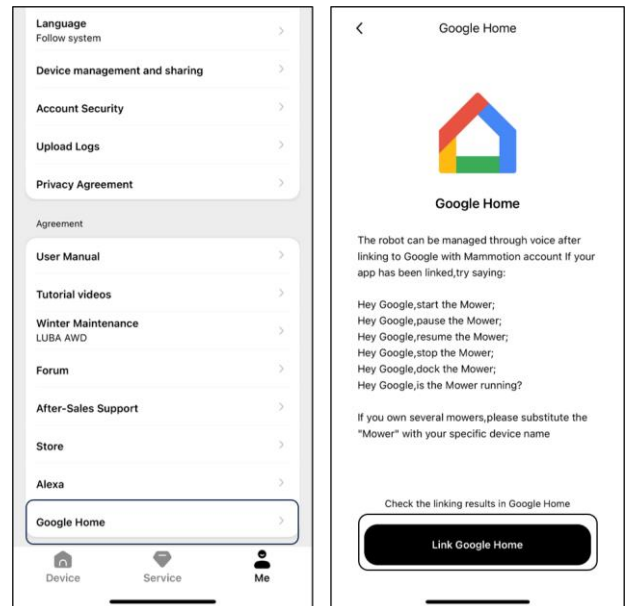 Language
Follow system
Device management and sharing
Account Security
Upload Logs
Privacy Agreement
Agreement
User Manual
Tutorial videos
Winter Maintenance
LUBA AWD
Forum
After-Sales Support
Store
Alexa
Google Home
Device
Service
Me
Google Home
Google Home
The robot can be managed through voice after
linking to Google with Mammotion account If your
app has been linked,try saying:
Hey Google,start the Mower;
Hey Google,pause the Mower;
Hey Google,resume the Mower;
Hey Google,stop the Mower;
Hey Google,dock the Mower;
Hey Google,is the Mower running?
If you own several mowers,please substitute the
"Mower" with your specific device name
Check the linking results in Google Home
Link Google Home